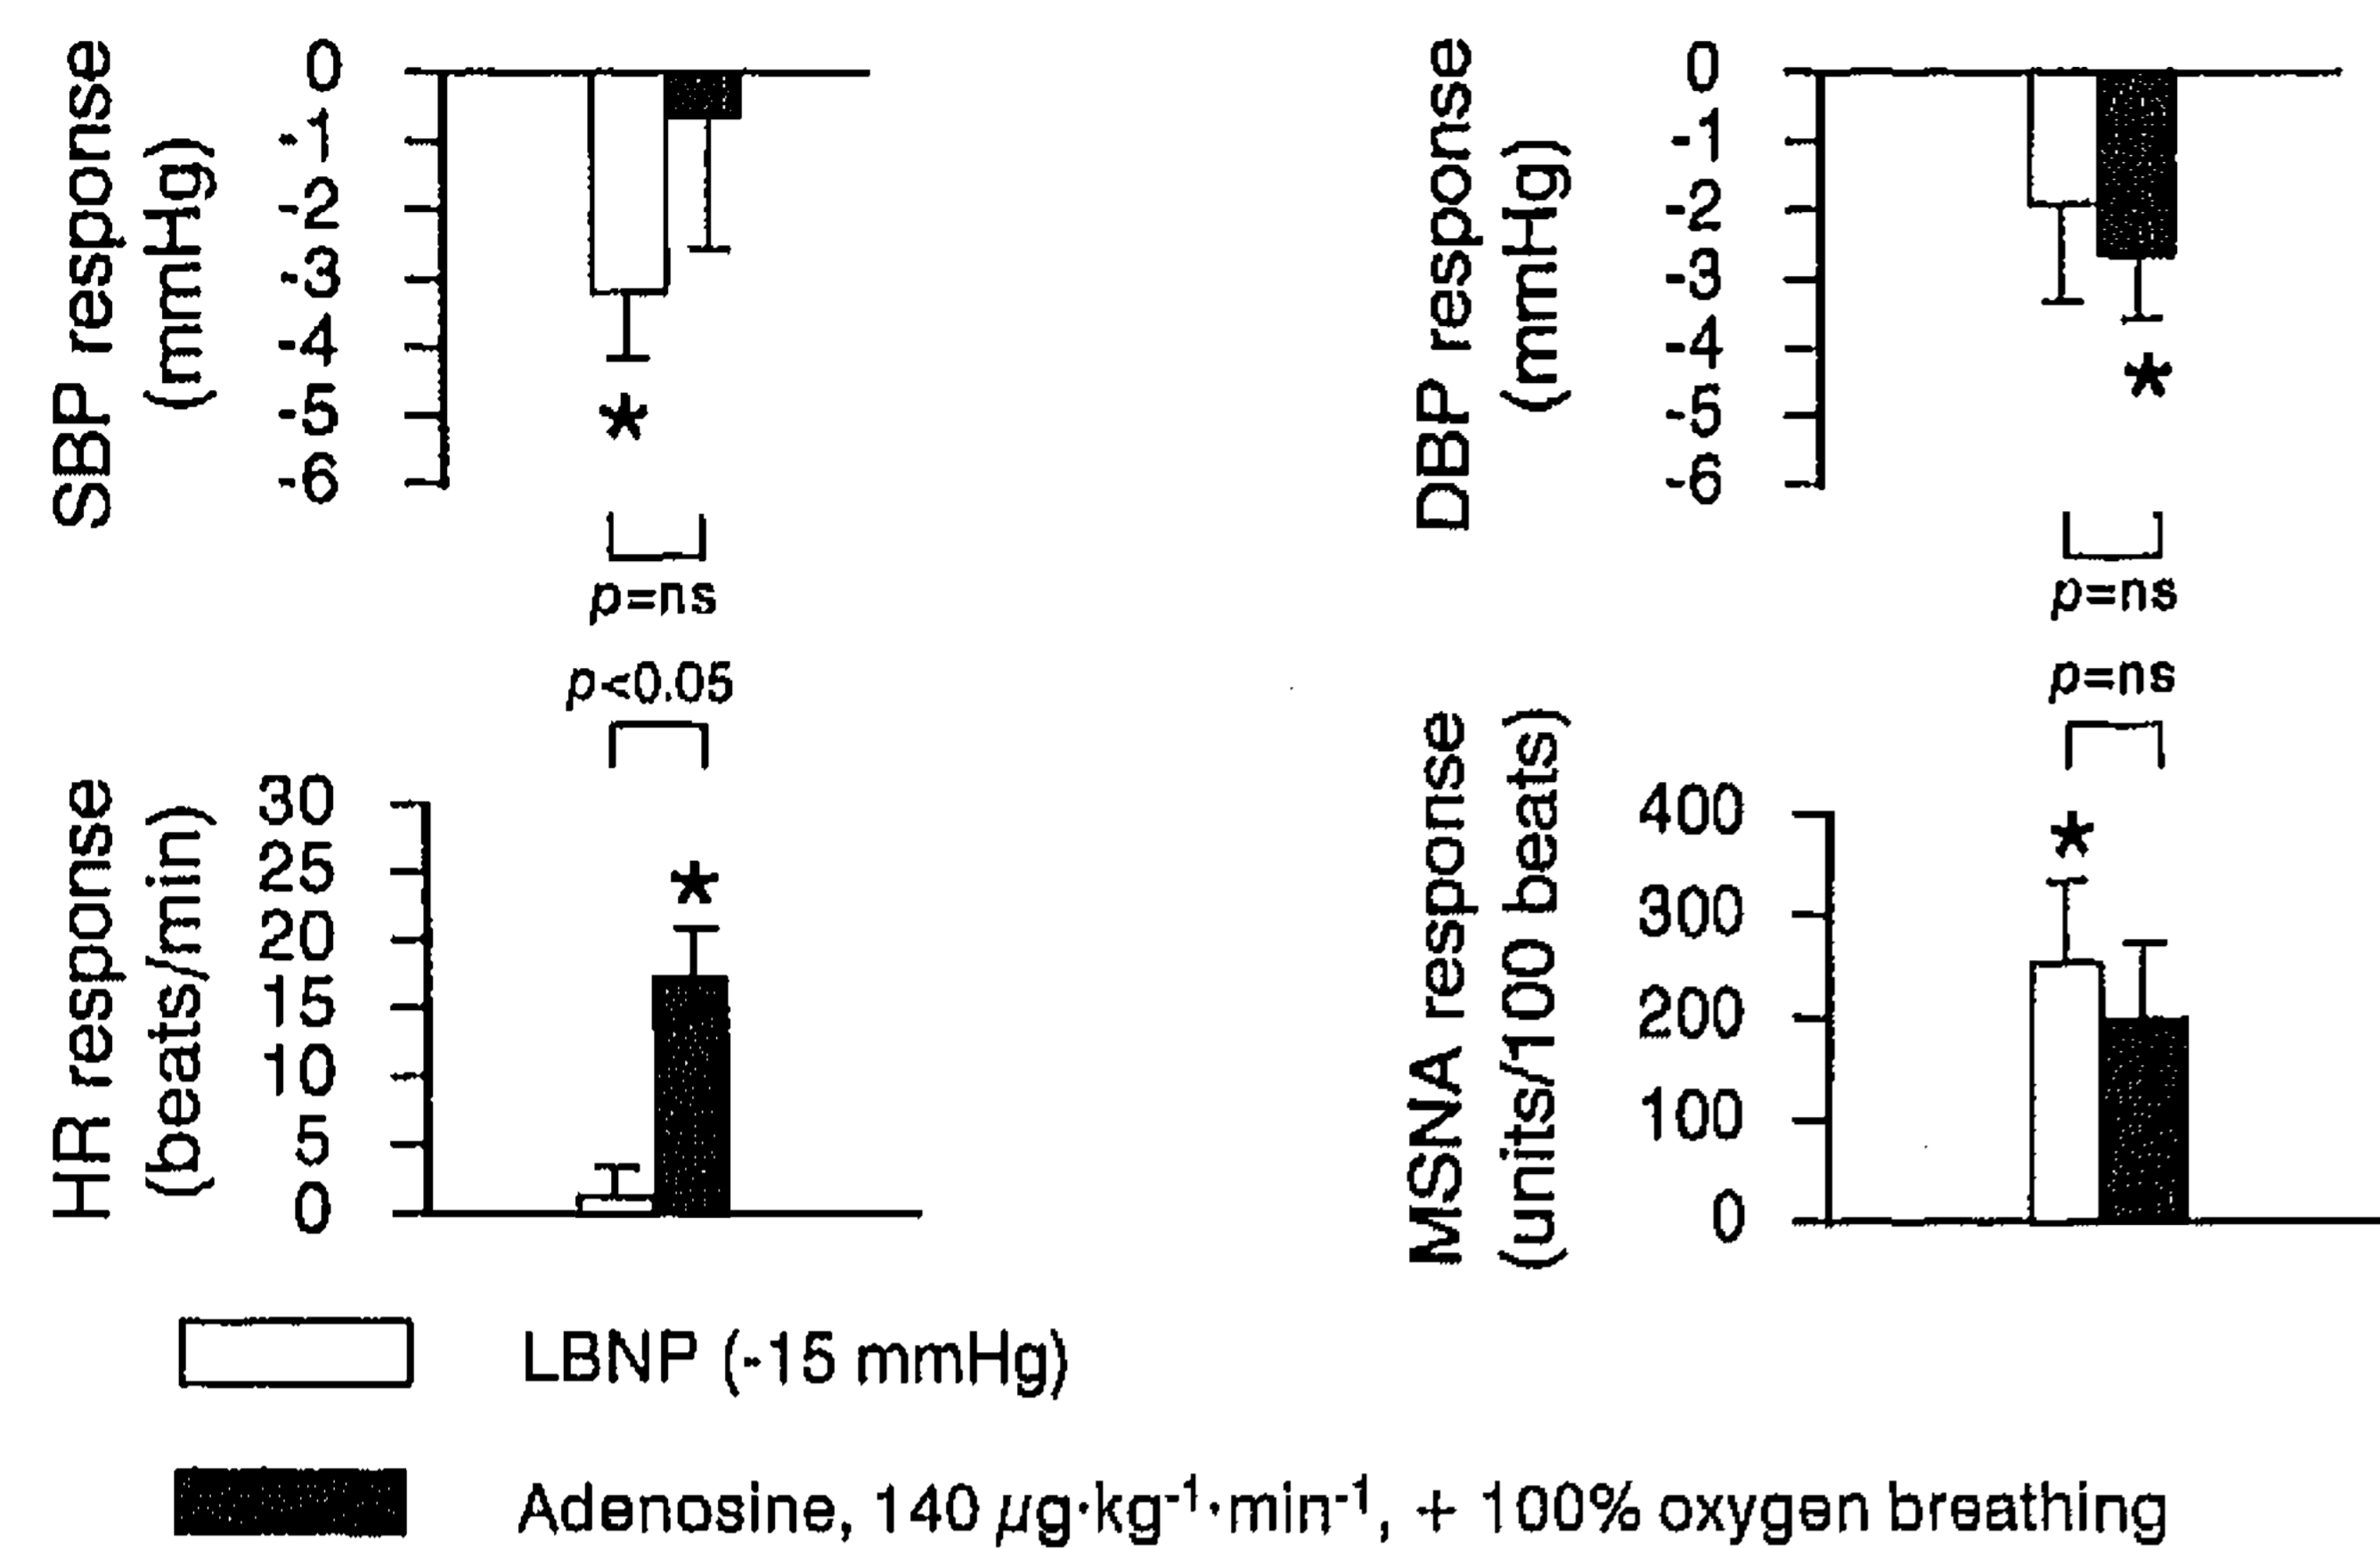 SBP response
(mmHg)
0
-1
-2
-3
-4
-5
-6
*
p=ns
DBP response
(mmHg)
0
-1
-2
-3
-4
-5
-6
*
p=ns
HR response
(beats/min)
p<0.05
30
25
20
15
10
5
0
*
MSNA response
(units/100 beats)
p=ns
400
300
200
100
0
*
LBNP (-15 mmHg)
Adenosine, 140 µg·kg⁻¹·min⁻¹, + 100% oxygen breathing